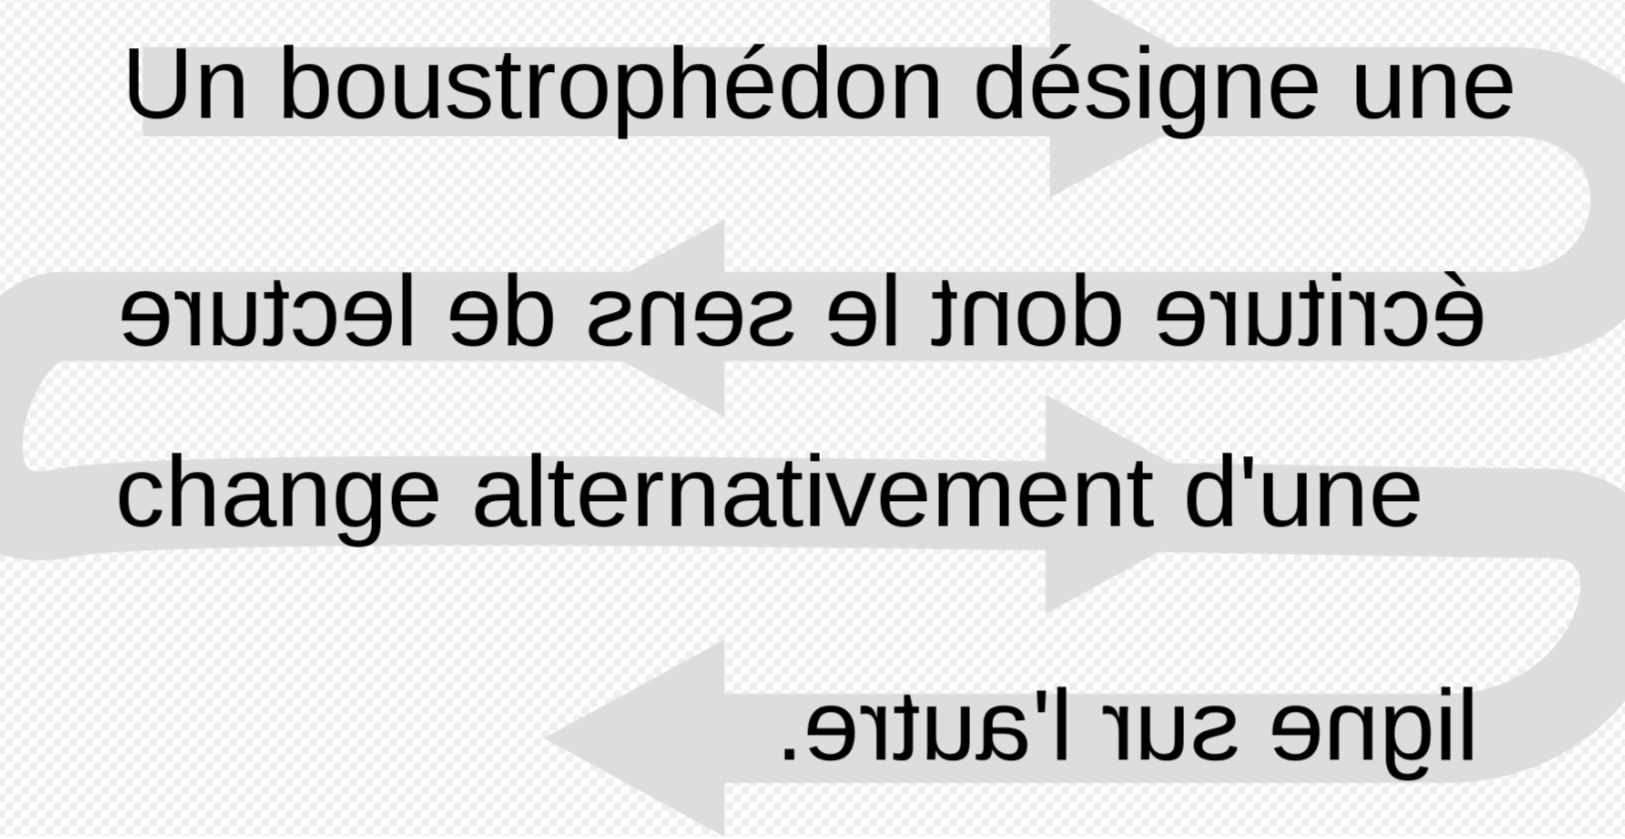 Un boustrophédon désigne une
écriture dont le sens de lecture
change alternativement d'une
ligne sur l'autre.